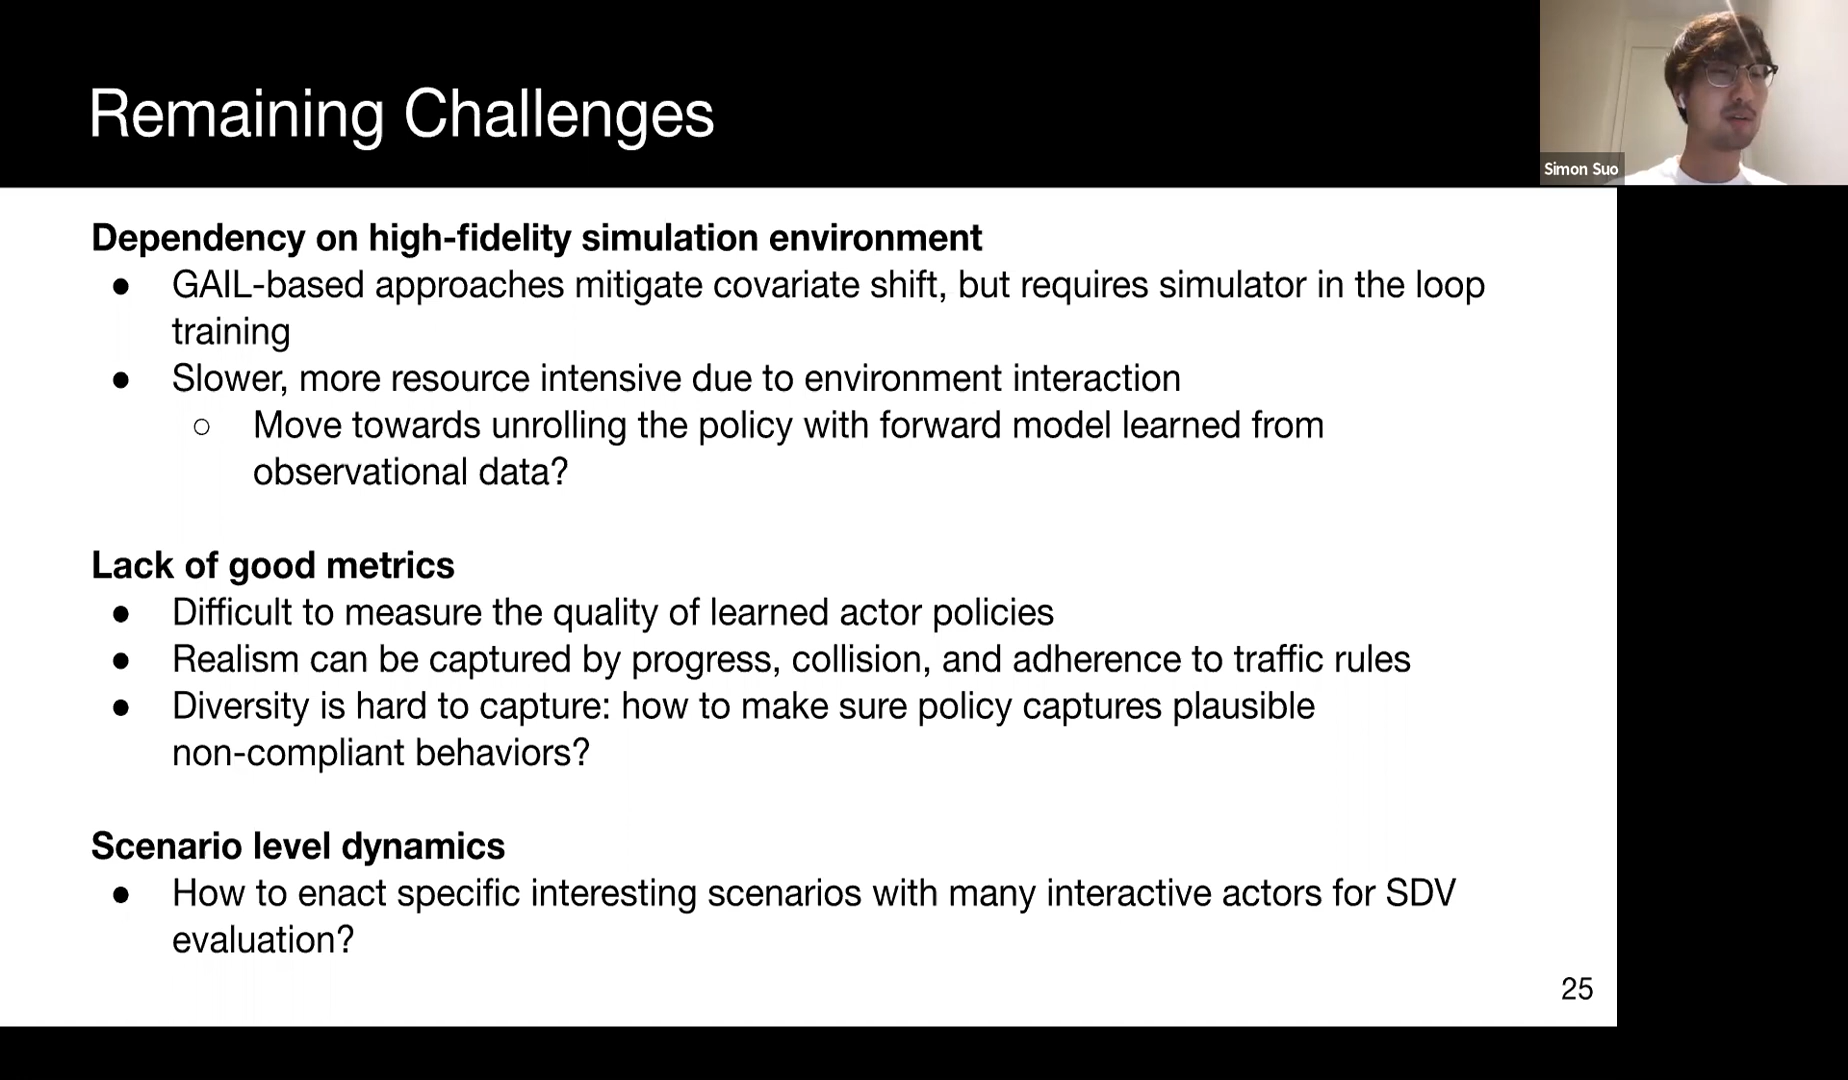 Remaining Challenges
Simon Suo
Dependency on high-fidelity simulation environment
● GAIL-based approaches mitigate covariate shift, but requires simulator in the loop
training
● Slower, more resource intensive due to environment interaction
○ Move towards unrolling the policy with forward model learned from
observational data?
Lack of good metrics
● Difficult to measure the quality of learned actor policies
● Realism can be captured by progress, collision, and adherence to traffic rules
● Diversity is hard to capture: how to make sure policy captures plausible
non-compliant behaviors?
Scenario level dynamics
● How to enact specific interesting scenarios with many interactive actors for SDV
evaluation?
25